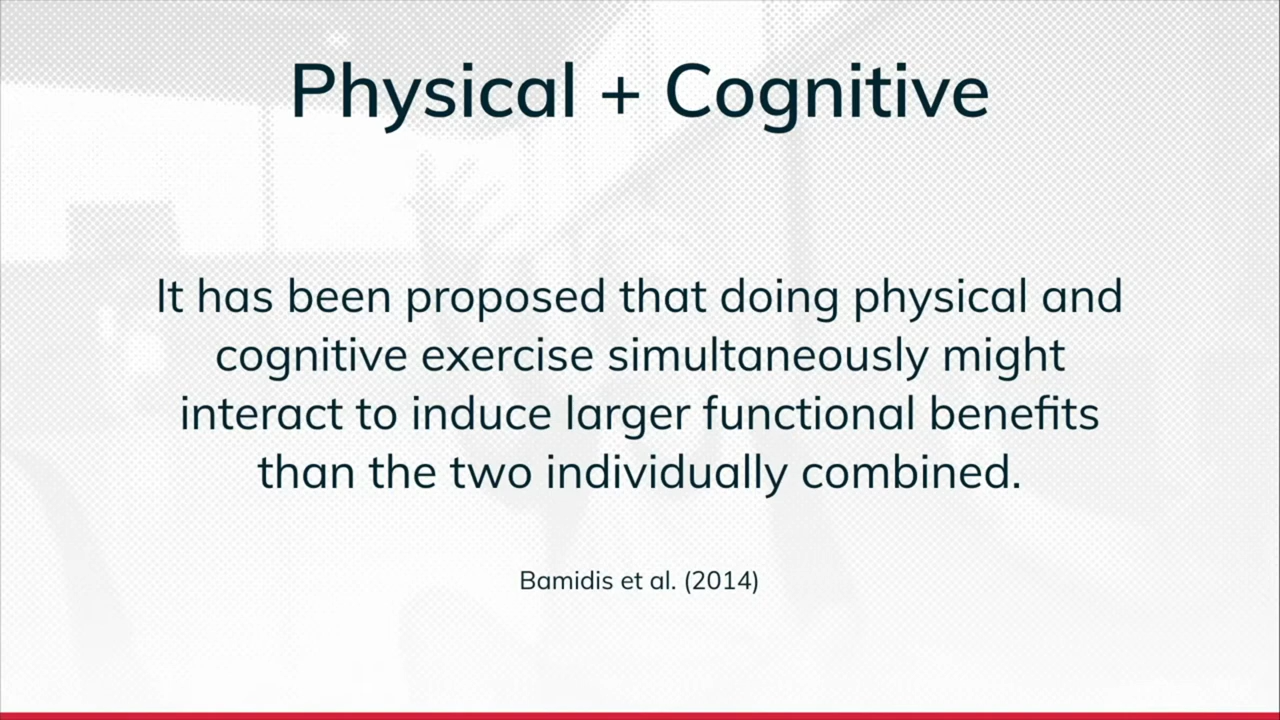 Physical + Cognitive
It has been proposed that doing physical and
cognitive exercise simultaneously might
interact to induce larger functional benefits
than the two individually combined.
Bamidis et al. (2014)